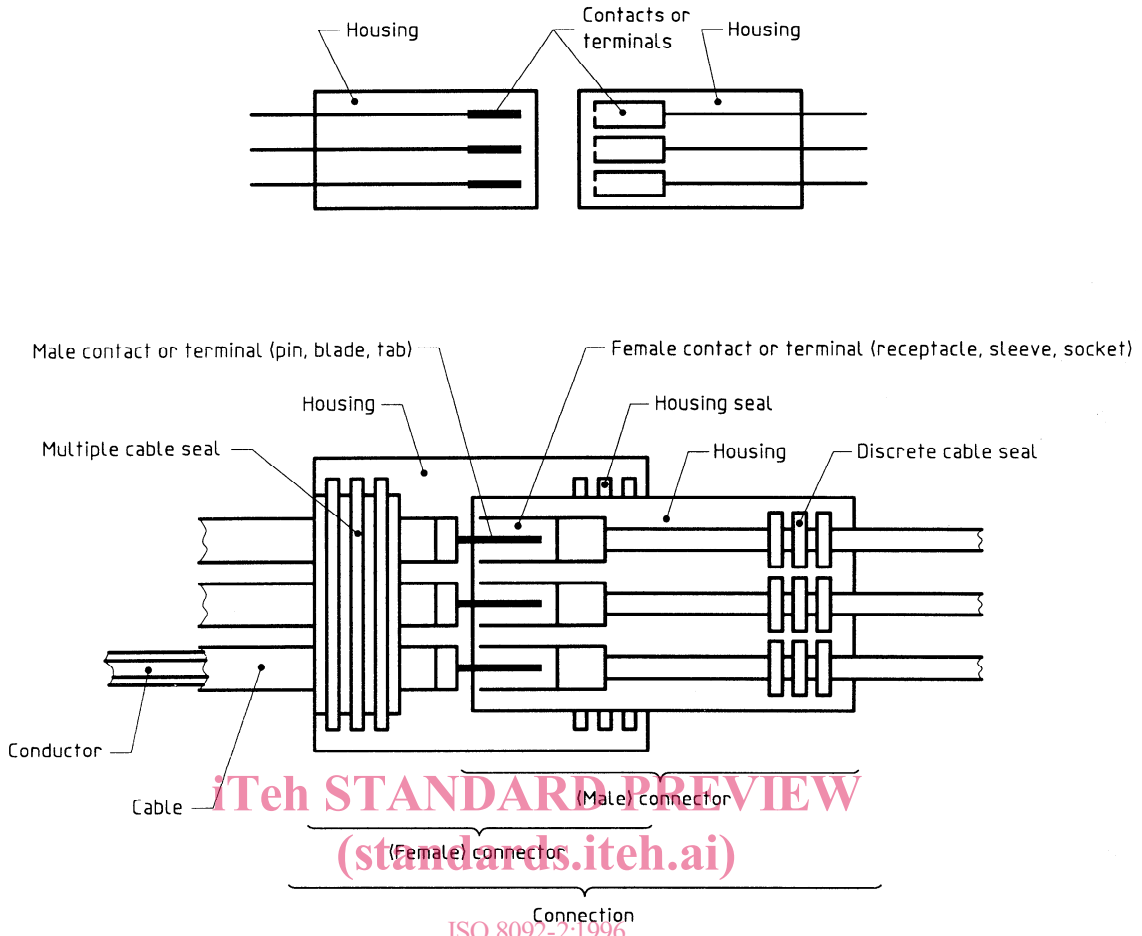 Housing
Contacts or
terminals
Housing
Male contact or terminal (pin, blade, tab)
Female contact or terminal (receptacle, sleeve, socket)
Housing
Housing seal
Multiple cable seal
Housing
Discrete cable seal
Conductor
Cable
iTeh STANDARD PREVIEW
(Male) connector
(Female) connector
(standards.iteh.ai)
Connection
ISO 8092-2:1996